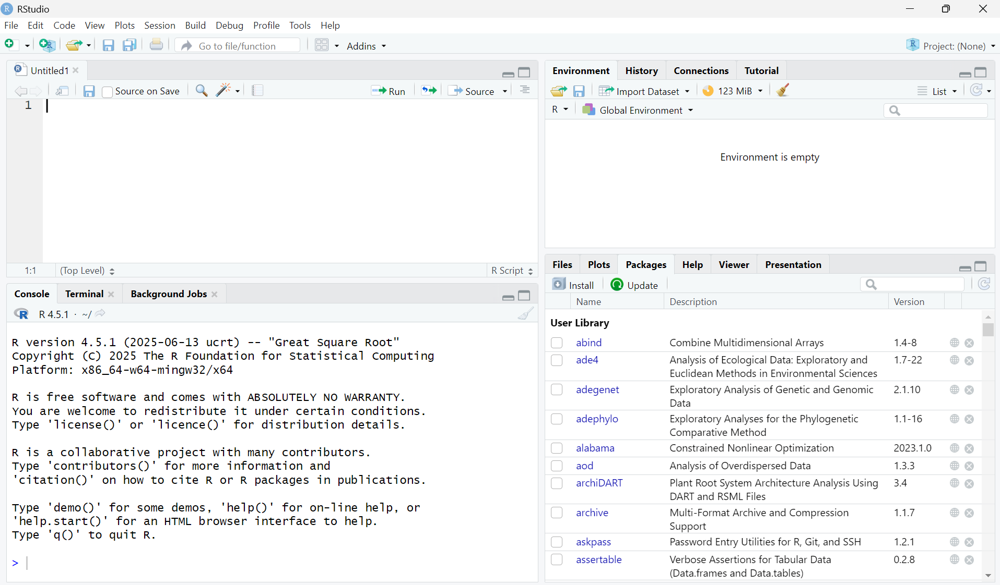 RStudio
File Edit Code View Plots Session Build Debug Profile Tools Help
Go to file/function Addins Project: (None)
Untitled1
Source on Save Run Source
1
1:1 (Top Level) R Script
Console Terminal Background Jobs
R 4.5.1 · ~/
R version 4.5.1 (2025-06-13 ucrt) -- "Great Square Root"
Copyright (C) 2025 The R Foundation for Statistical Computing
Platform: x86_64-w64-mingw32/x64
R is free software and comes with ABSOLUTELY NO WARRANTY.
You are welcome to redistribute it under certain conditions.
Type 'license()' or 'licence()' for distribution details.
R is a collaborative project with many contributors.
Type 'contributors()' for more information and
'citation()' on how to cite R or R packages in publications.
Type 'demo()' for some demos, 'help()' for on-line help, or
'help.start()' for an HTML browser interface to help.
Type 'q()' to quit R.
>
Environment History Connections Tutorial
Import Dataset 123 MiB List
R Global Environment
Environment is empty
Files Plots Packages Help Viewer Presentation
Install Update
Name Description Version
User Library
abind Combine Multidimensional Arrays 1.4-8
ade4 Analysis of Ecological Data: Exploratory and 1.7-22
Euclidean Methods in Environmental Sciences
adegenet Exploratory Analysis of Genetic and Genomic 2.1.10
Data
adephylo Exploratory Analyses for the Phylogenetic 1.1-16
Comparative Method
alabama Constrained Nonlinear Optimization 2023.1.0
aod Analysis of Overdispersed Data 1.3.3
archiDART Plant Root System Architecture Analysis Using 3.4
DART and RSML Files
archive Multi-Format Archive and Compression 1.1.7
Support
askpass Password Entry Utilities for R, Git, and SSH 1.2.1
assertable Verbose Assertions for Tabular Data 0.2.8
(Data.frames and Data.tables)